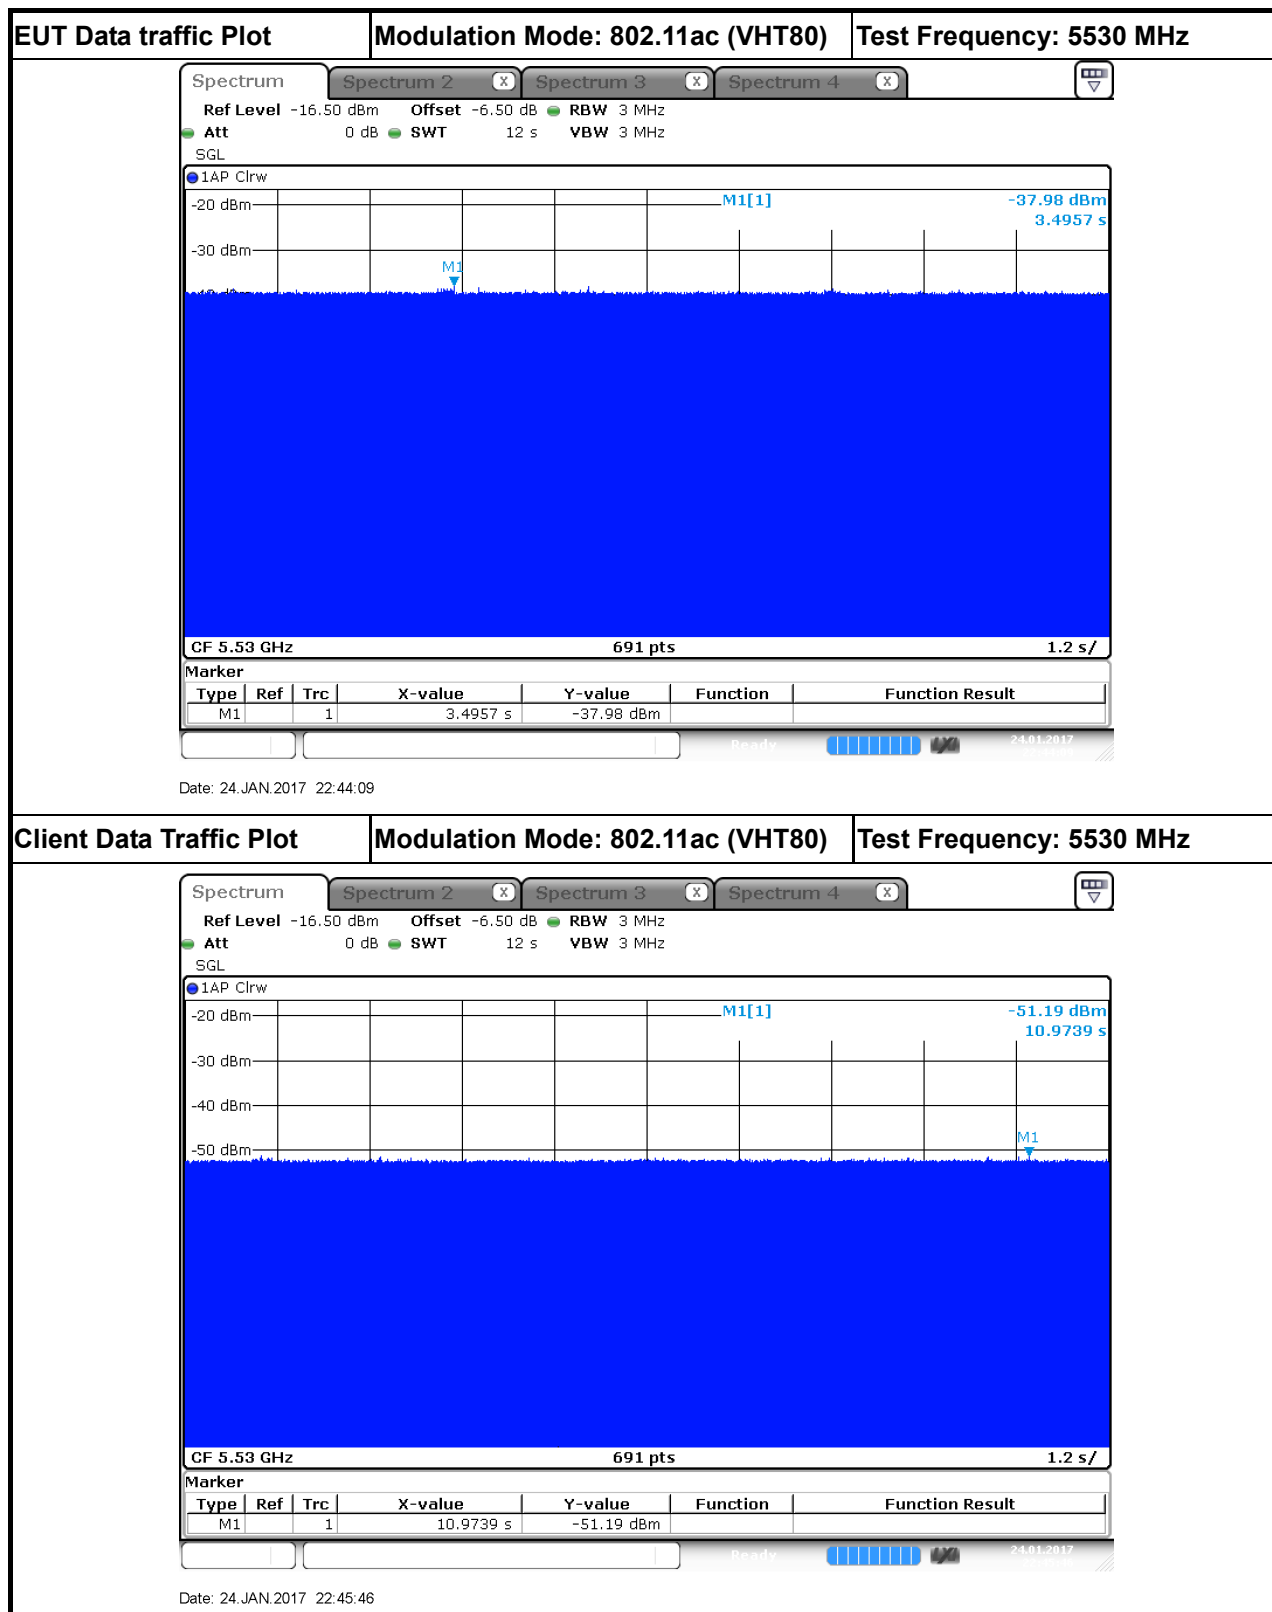 EUT Data traffic Plot Modulation Mode: 802.11ac (VHT80) Test Frequency: 5530 MHz
Spectrum Spectrum 2 X Spectrum 3 X Spectrum 4 X
Ref Level -16.50 dBm Offset -6.50 dB RBW 3 MHz
Att 0 dB SWT 12 s VBW 3 MHz
SGL
1AP Clrw
-20 dBm M1[1] -37.98 dBm
3.4957 s
-30 dBm
M1
CF 5.53 GHz 691 pts 1.2 s/
Marker
Type Ref Trc X-value Y-value Function Function Result
M1 1 3.4957 s -37.98 dBm
Ready 24.01.2017
Date: 24.JAN.2017 22:44:09
Client Data Traffic Plot Modulation Mode: 802.11ac (VHT80) Test Frequency: 5530 MHz
Spectrum Spectrum 2 X Spectrum 3 X Spectrum 4 X
Ref Level -16.50 dBm Offset -6.50 dB RBW 3 MHz
Att 0 dB SWT 12 s VBW 3 MHz
SGL
1AP Clrw
-20 dBm M1[1] -51.19 dBm
10.9739 s
-30 dBm
-40 dBm
M1
-50 dBm
CF 5.53 GHz 691 pts 1.2 s/
Marker
Type Ref Trc X-value Y-value Function Function Result
M1 1 10.9739 s -51.19 dBm
Ready 24.01.2017
Date: 24.JAN.2017 22:45:46